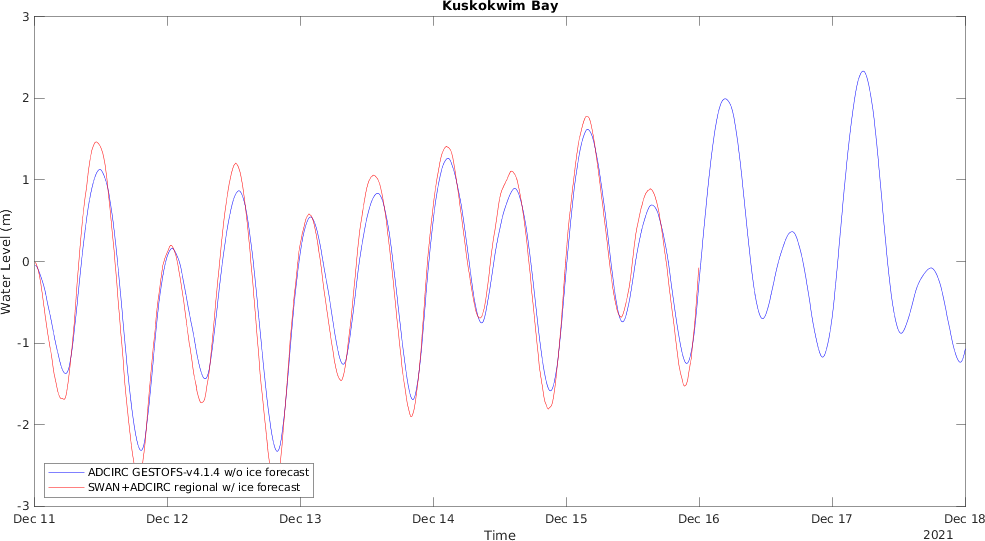 Kuskokwim Bay
3
2
1
0
-1
-2
-3
Water Level (m)
ADCIRC GESTOFS-v4.1.4 w/o ice forecast
SWAN+ADCIRC regional w/ ice forecast
Dec 11 Dec 12 Dec 13 Dec 14 Dec 15 Dec 16 Dec 17 Dec 18
Time
2021